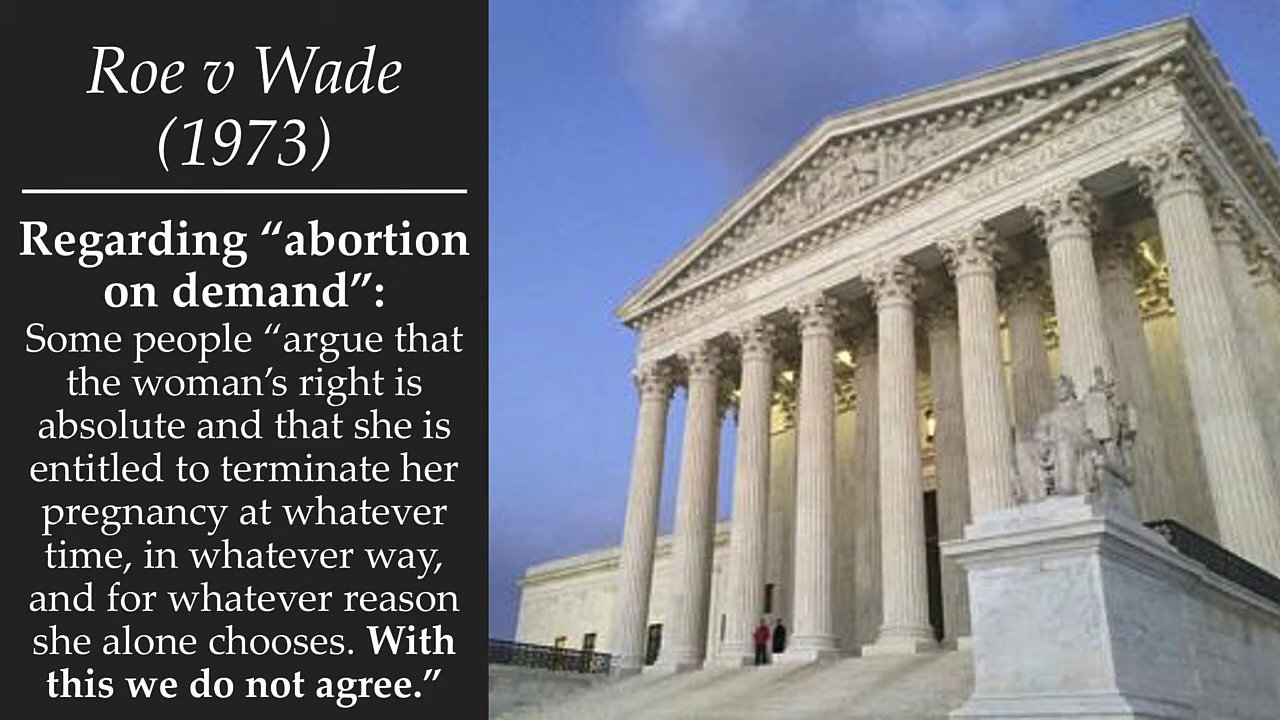 Roe v Wade
(1973)
Regarding “abortion
on demand”:
Some people “argue that
the woman’s right is
absolute and that she is
entitled to terminate her
pregnancy at whatever
time, in whatever way,
and for whatever reason
she alone chooses. With
this we do not agree.”